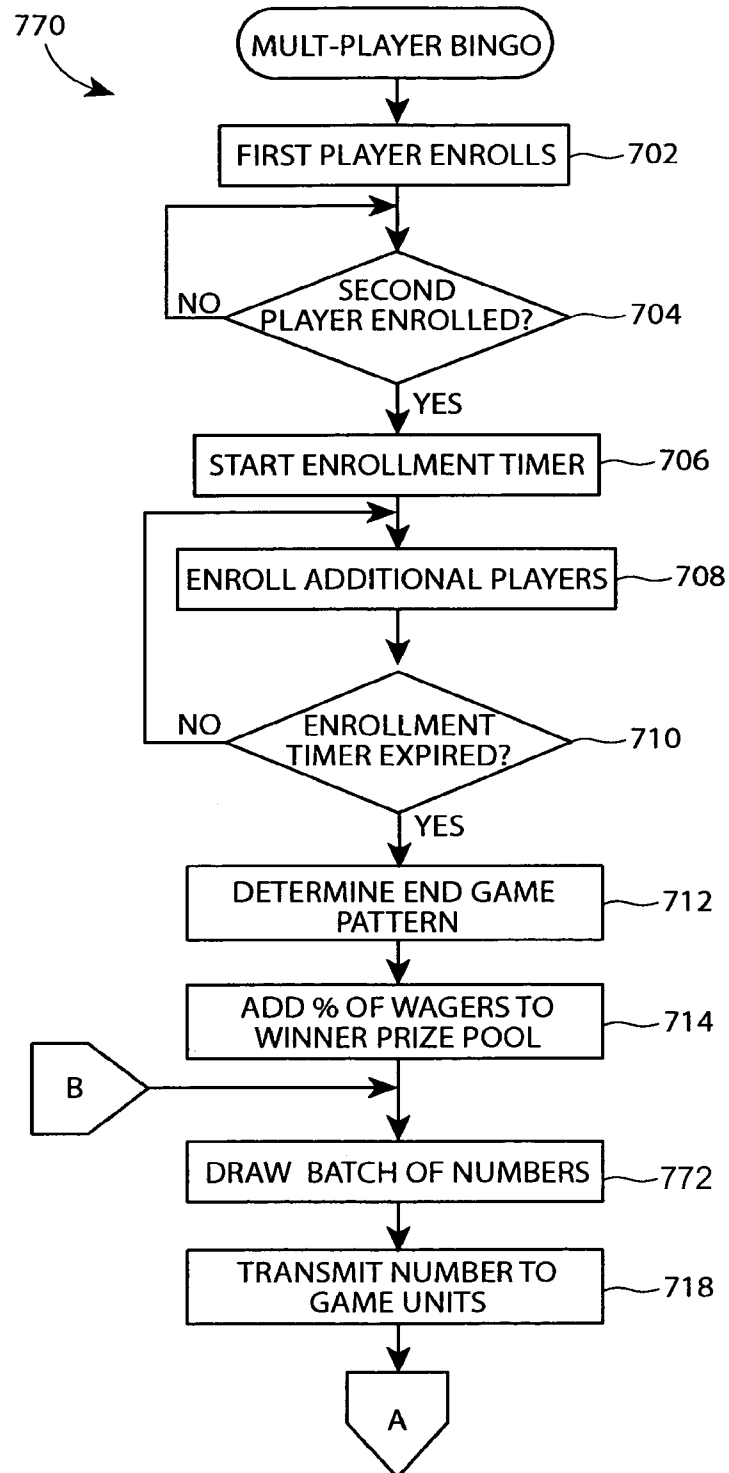 770
MULT-PLAYER BINGO
FIRST PLAYER ENROLLS
702
NO
SECOND
PLAYER ENROLLED?
704
YES
START ENROLLMENT TIMER
706
ENROLL ADDITIONAL PLAYERS
708
NO
ENROLLMENT
TIMER EXPIRED?
710
YES
DETERMINE END GAME
PATTERN
712
ADD % OF WAGERS TO
WINNER PRIZE POOL
714
B
DRAW BATCH OF NUMBERS
772
TRANSMIT NUMBER TO
GAME UNITS
718
A